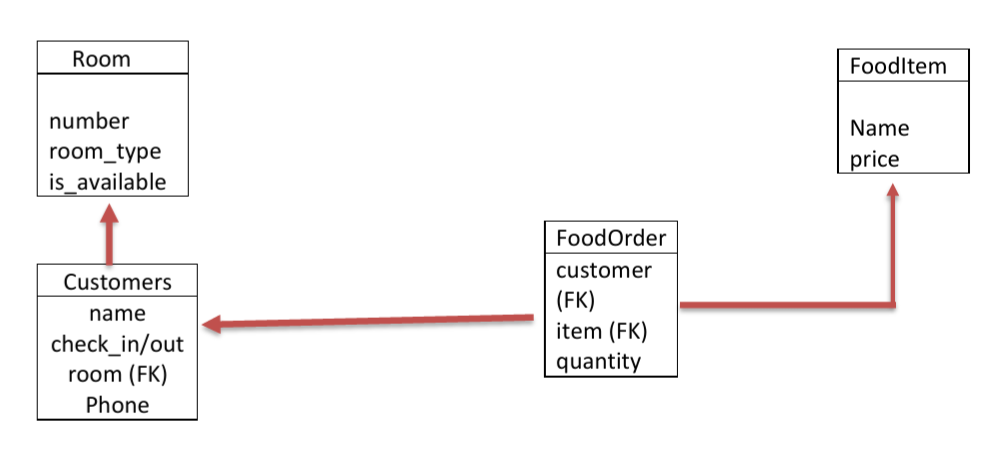 Room
number
room_type
is_available
Customers
name
check_in/out
room (FK)
Phone
FoodOrder
customer
(FK)
item (FK)
quantity
FoodItem
Name
price